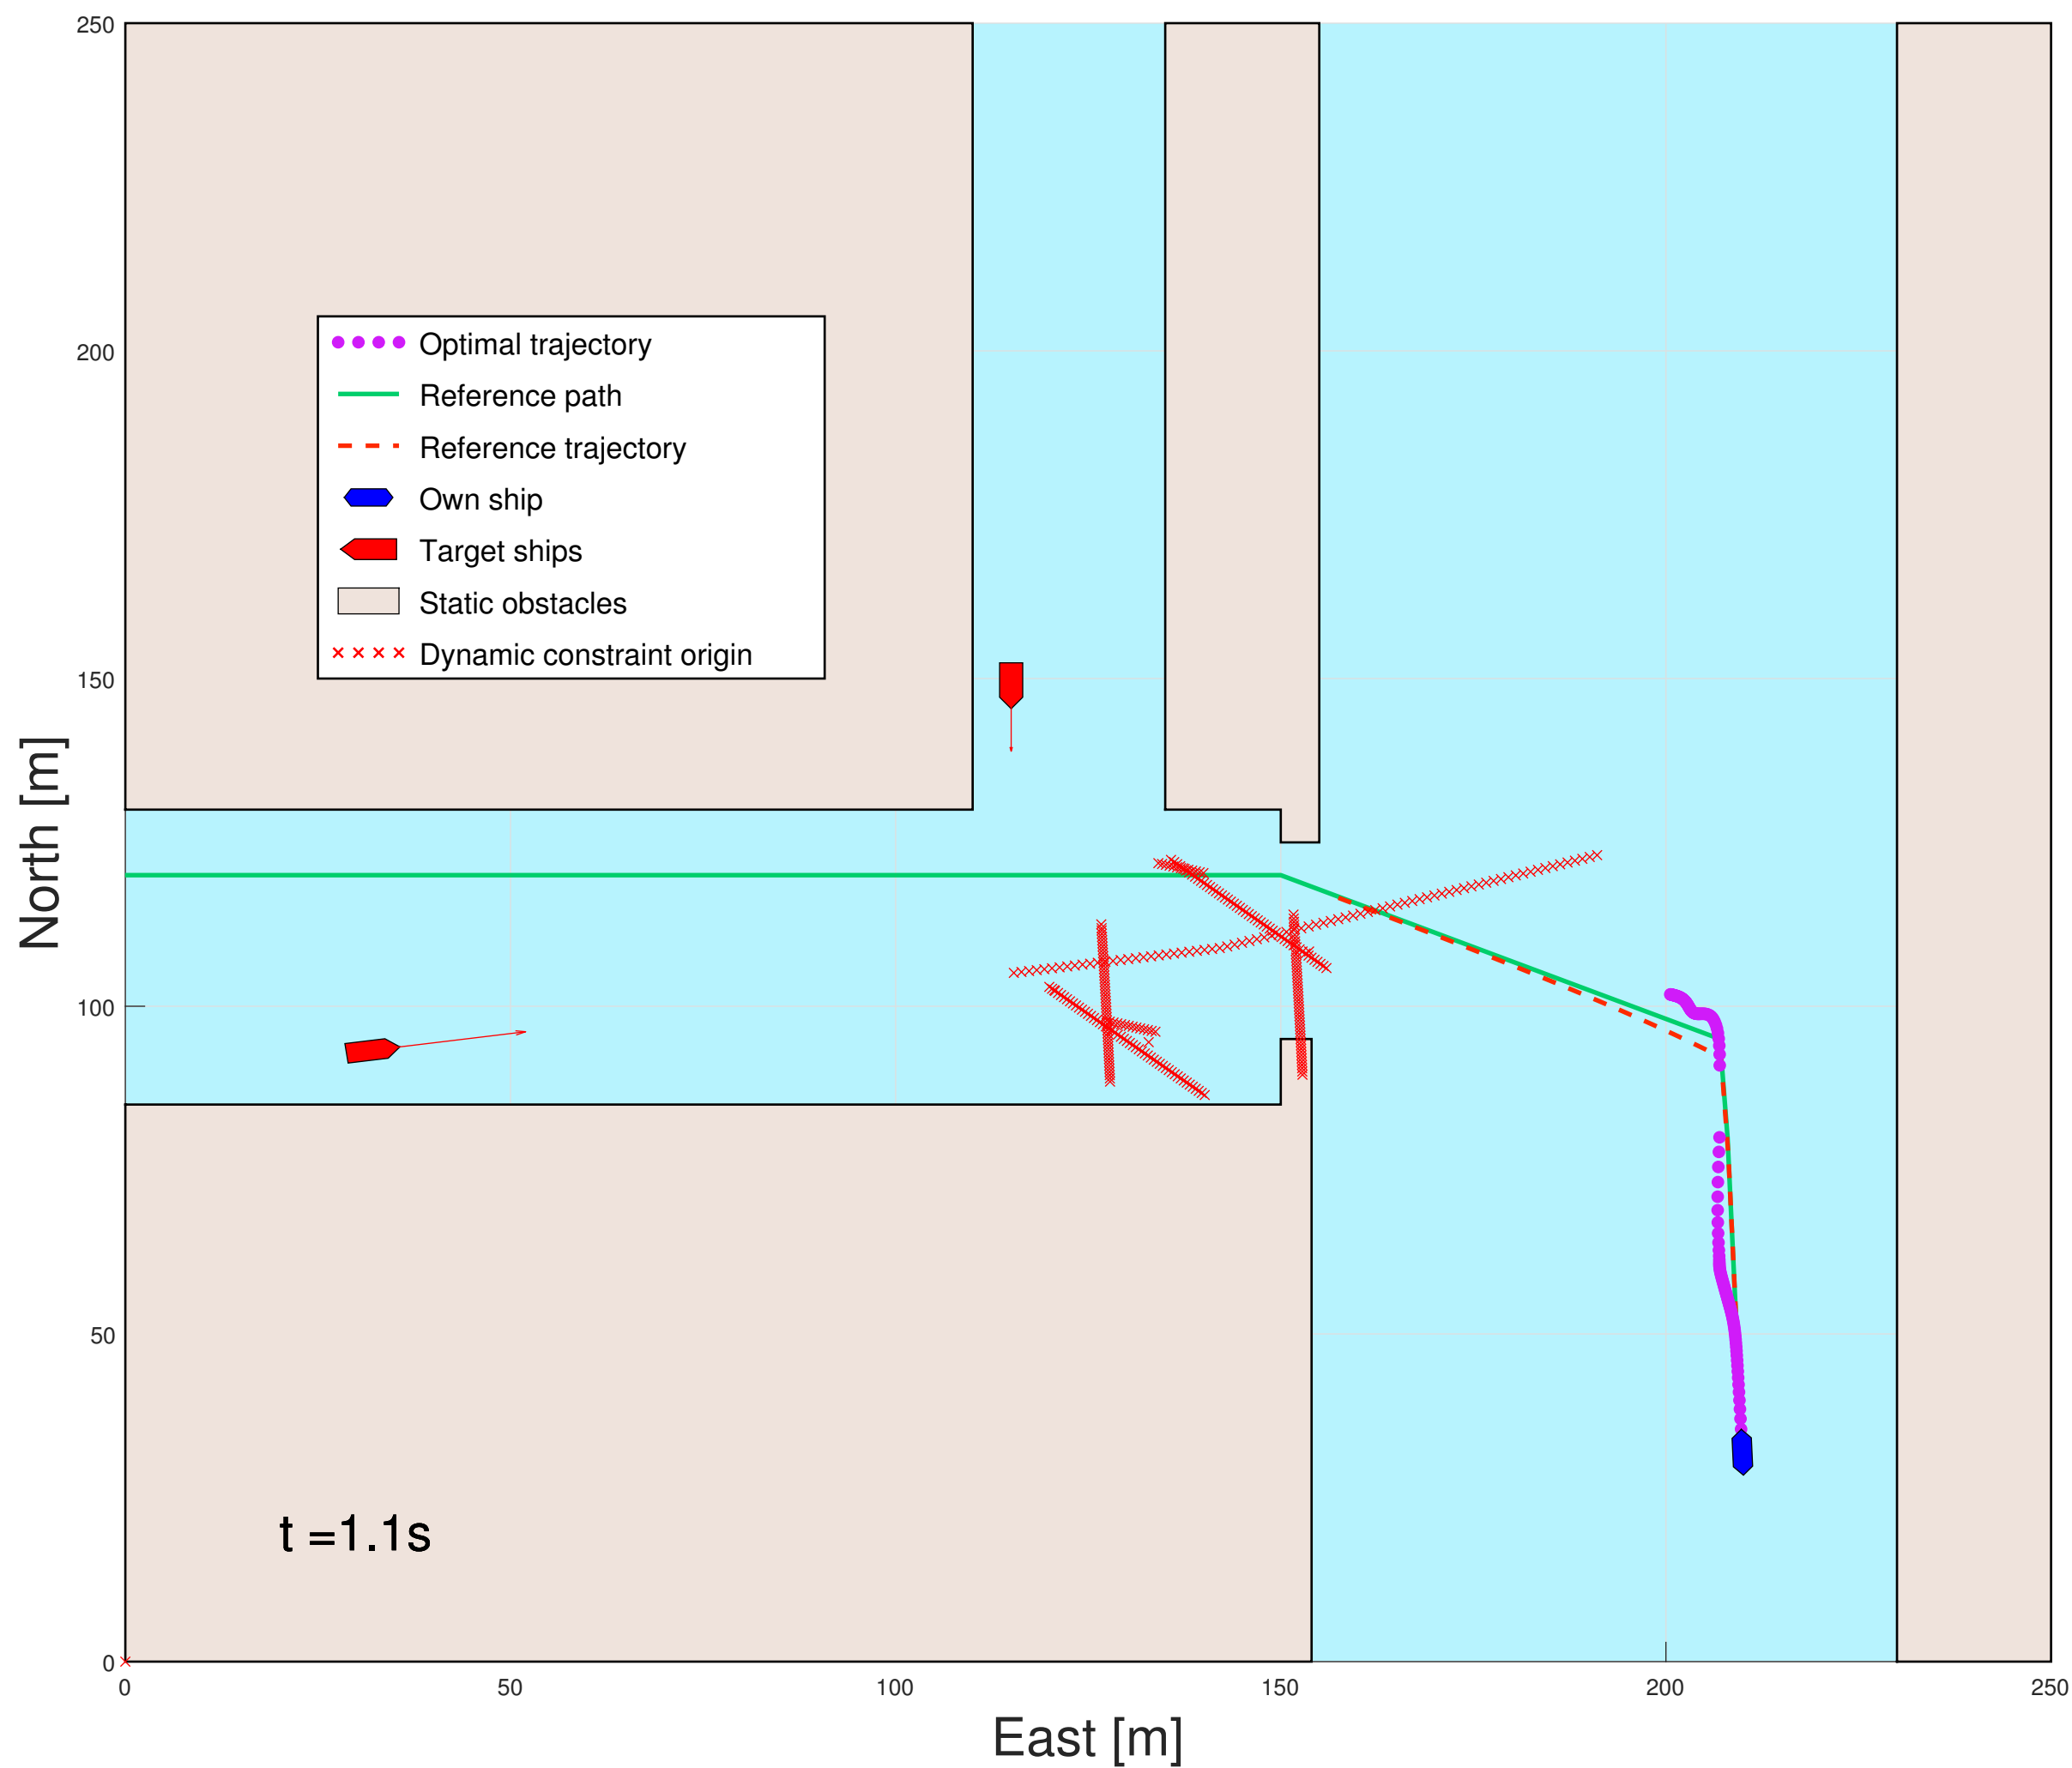 250
200
150
100
50
0
North [m]
Optimal trajectory
Reference path
Reference trajectory
Own ship
Target ships
Static obstacles
Dynamic constraint origin
t =1.1s
0 50 100 150 200 250
East [m]